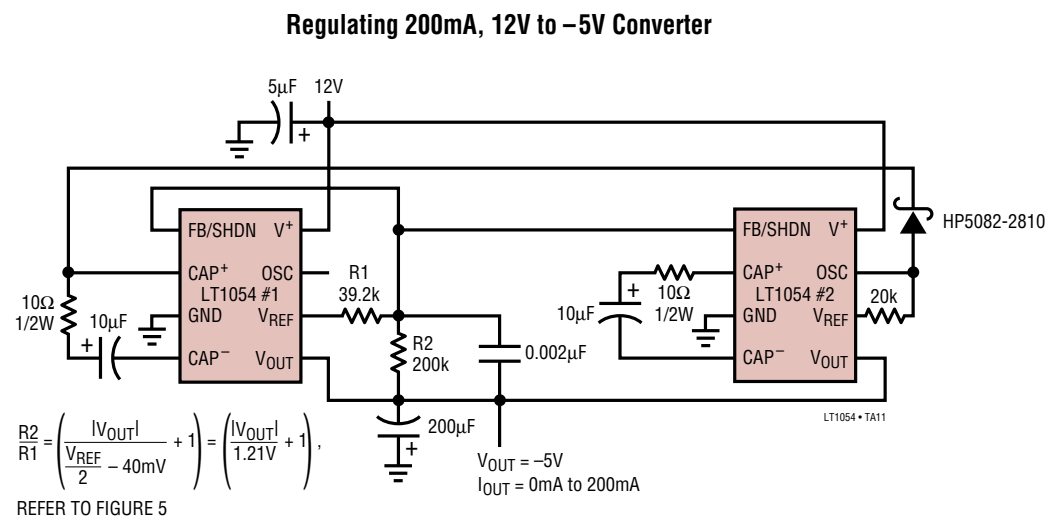 Regulating 200mA, 12V to –5V Converter
5µF 12V
+
FB/SHDN V+
CAP+ OSC
LT1054 #1
GND VREF
CAP– VOUT
10Ω
1/2W
10µF
+
R1
39.2k
R2
200k
0.002µF
200µF
+
FB/SHDN V+
CAP+ OSC
LT1054 #2
GND VREF
CAP– VOUT
10µF
+
10Ω
1/2W
20k
HP5082-2810
LT1054 • TA11
R2/R1 = (|VOUT| / (VREF/2 – 40mV) + 1) = (|VOUT|/1.21V + 1),
REFER TO FIGURE 5
VOUT = –5V
IOUT = 0mA to 200mA